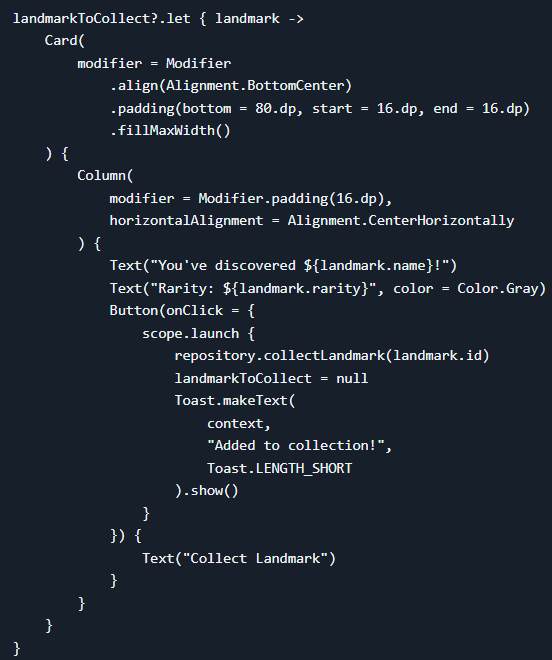 landmarkToCollect?.let { landmark ->
    Card(
        modifier = Modifier
            .align(Alignment.BottomCenter)
            .padding(bottom = 80.dp, start = 16.dp, end = 16.dp)
            .fillMaxWidth()
    ) {
        Column(
            modifier = Modifier.padding(16.dp),
            horizontalAlignment = Alignment.CenterHorizontally
        ) {
            Text("You've discovered ${landmark.name}!")
            Text("Rarity: ${landmark.rarity}", color = Color.Gray)
            Button(onClick = {
                scope.launch {
                    repository.collectLandmark(landmark.id)
                    landmarkToCollect = null
                    Toast.makeText(
                        context,
                        "Added to collection!",
                        Toast.LENGTH_SHORT
                    ).show()
                }
            }) {
                Text("Collect Landmark")
            }
        }
    }
}